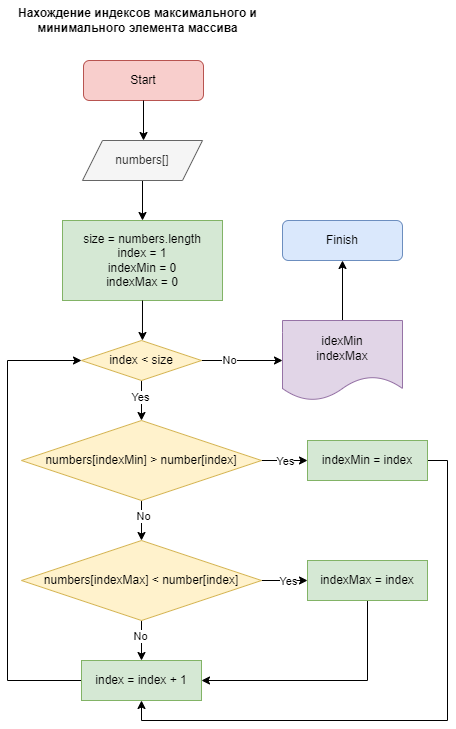 Нахождение индексов максимального и
минимального элемента массива
Start
numbers[]
size = numbers.length
index = 1
indexMin = 0
indexMax = 0
Finish
index < size
No
idexMin
indexMax
Yes
numbers[indexMin] > number[index]
Yes
indexMin = index
No
numbers[indexMax] < number[index]
Yes
indexMax = index
No
index = index + 1